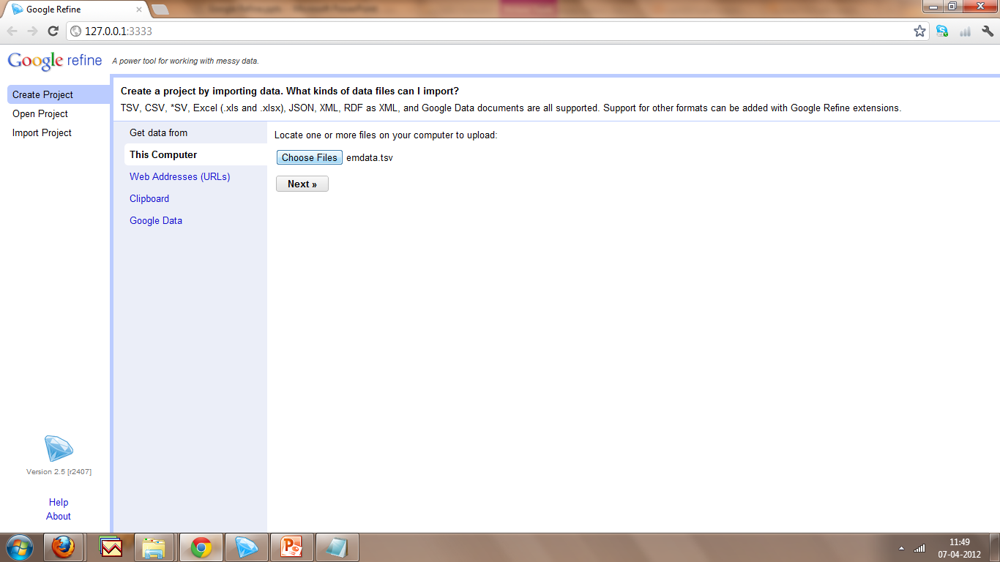 Google Refine
127.0.0.1:3333
Google refine A power tool for working with messy data.
Create Project
Open Project
Import Project
Create a project by importing data. What kinds of data files can I import?
TSV, CSV, *SV, Excel (.xls and .xlsx), JSON, XML, RDF as XML, and Google Data documents are all supported. Support for other formats can be added with Google Refine extensions.
Get data from
This Computer
Web Addresses (URLs)
Clipboard
Google Data
Locate one or more files on your computer to upload:
Choose Files emdata.tsv
Next »
Version 2.5 [r2407]
Help
About
11:49
07-04-2012